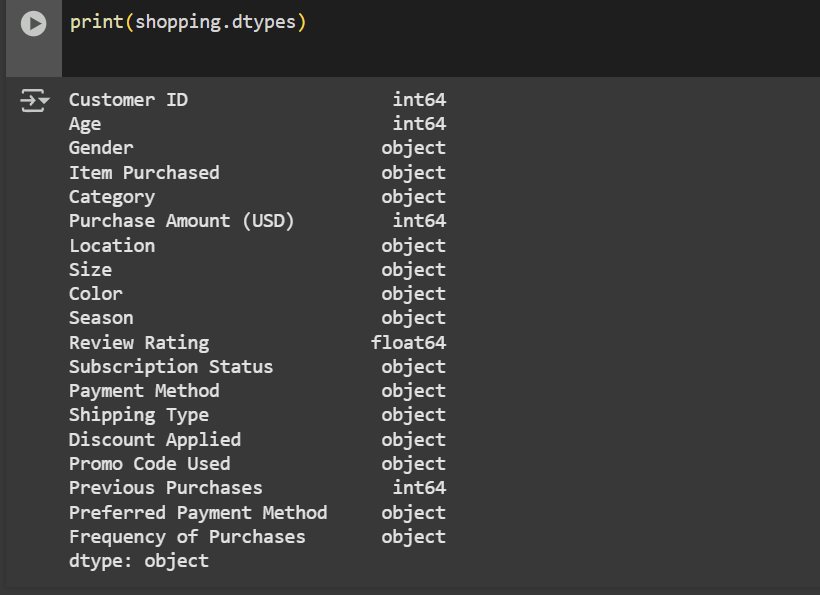 print(shopping.dtypes)
Customer ID                   int64
Age                           int64
Gender                       object
Item Purchased               object
Category                     object
Purchase Amount (USD)         int64
Location                     object
Size                         object
Color                        object
Season                       object
Review Rating               float64
Subscription Status          object
Payment Method               object
Shipping Type                object
Discount Applied             object
Promo Code Used              object
Previous Purchases            int64
Preferred Payment Method     object
Frequency of Purchases       object
dtype: object